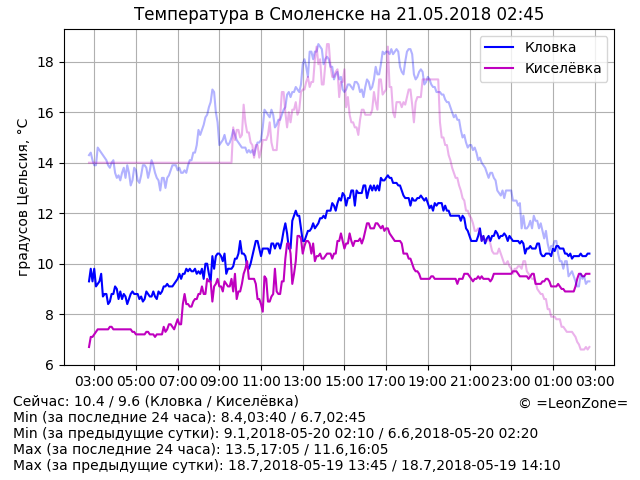 Температура в Смоленске на 21.05.2018 02:45
Кловка
Киселёвка
градусов Цельсия, °C
18
16
14
12
10
8
6
03:00 05:00 07:00 09:00 11:00 13:00 15:00 17:00 19:00 21:00 23:00 01:00 03:00
Сейчас: 10.4 / 9.6 (Кловка / Киселёвка)
© =LeonZone=
Min (за последние 24 часа): 8.4,03:40 / 6.7,02:45
Min (за предыдущие сутки): 9.1,2018-05-20 02:10 / 6.6,2018-05-20 02:20
Max (за последние 24 часа): 13.5,17:05 / 11.6,16:05
Max (за предыдущие сутки): 18.7,2018-05-19 13:45 / 18.7,2018-05-19 14:10